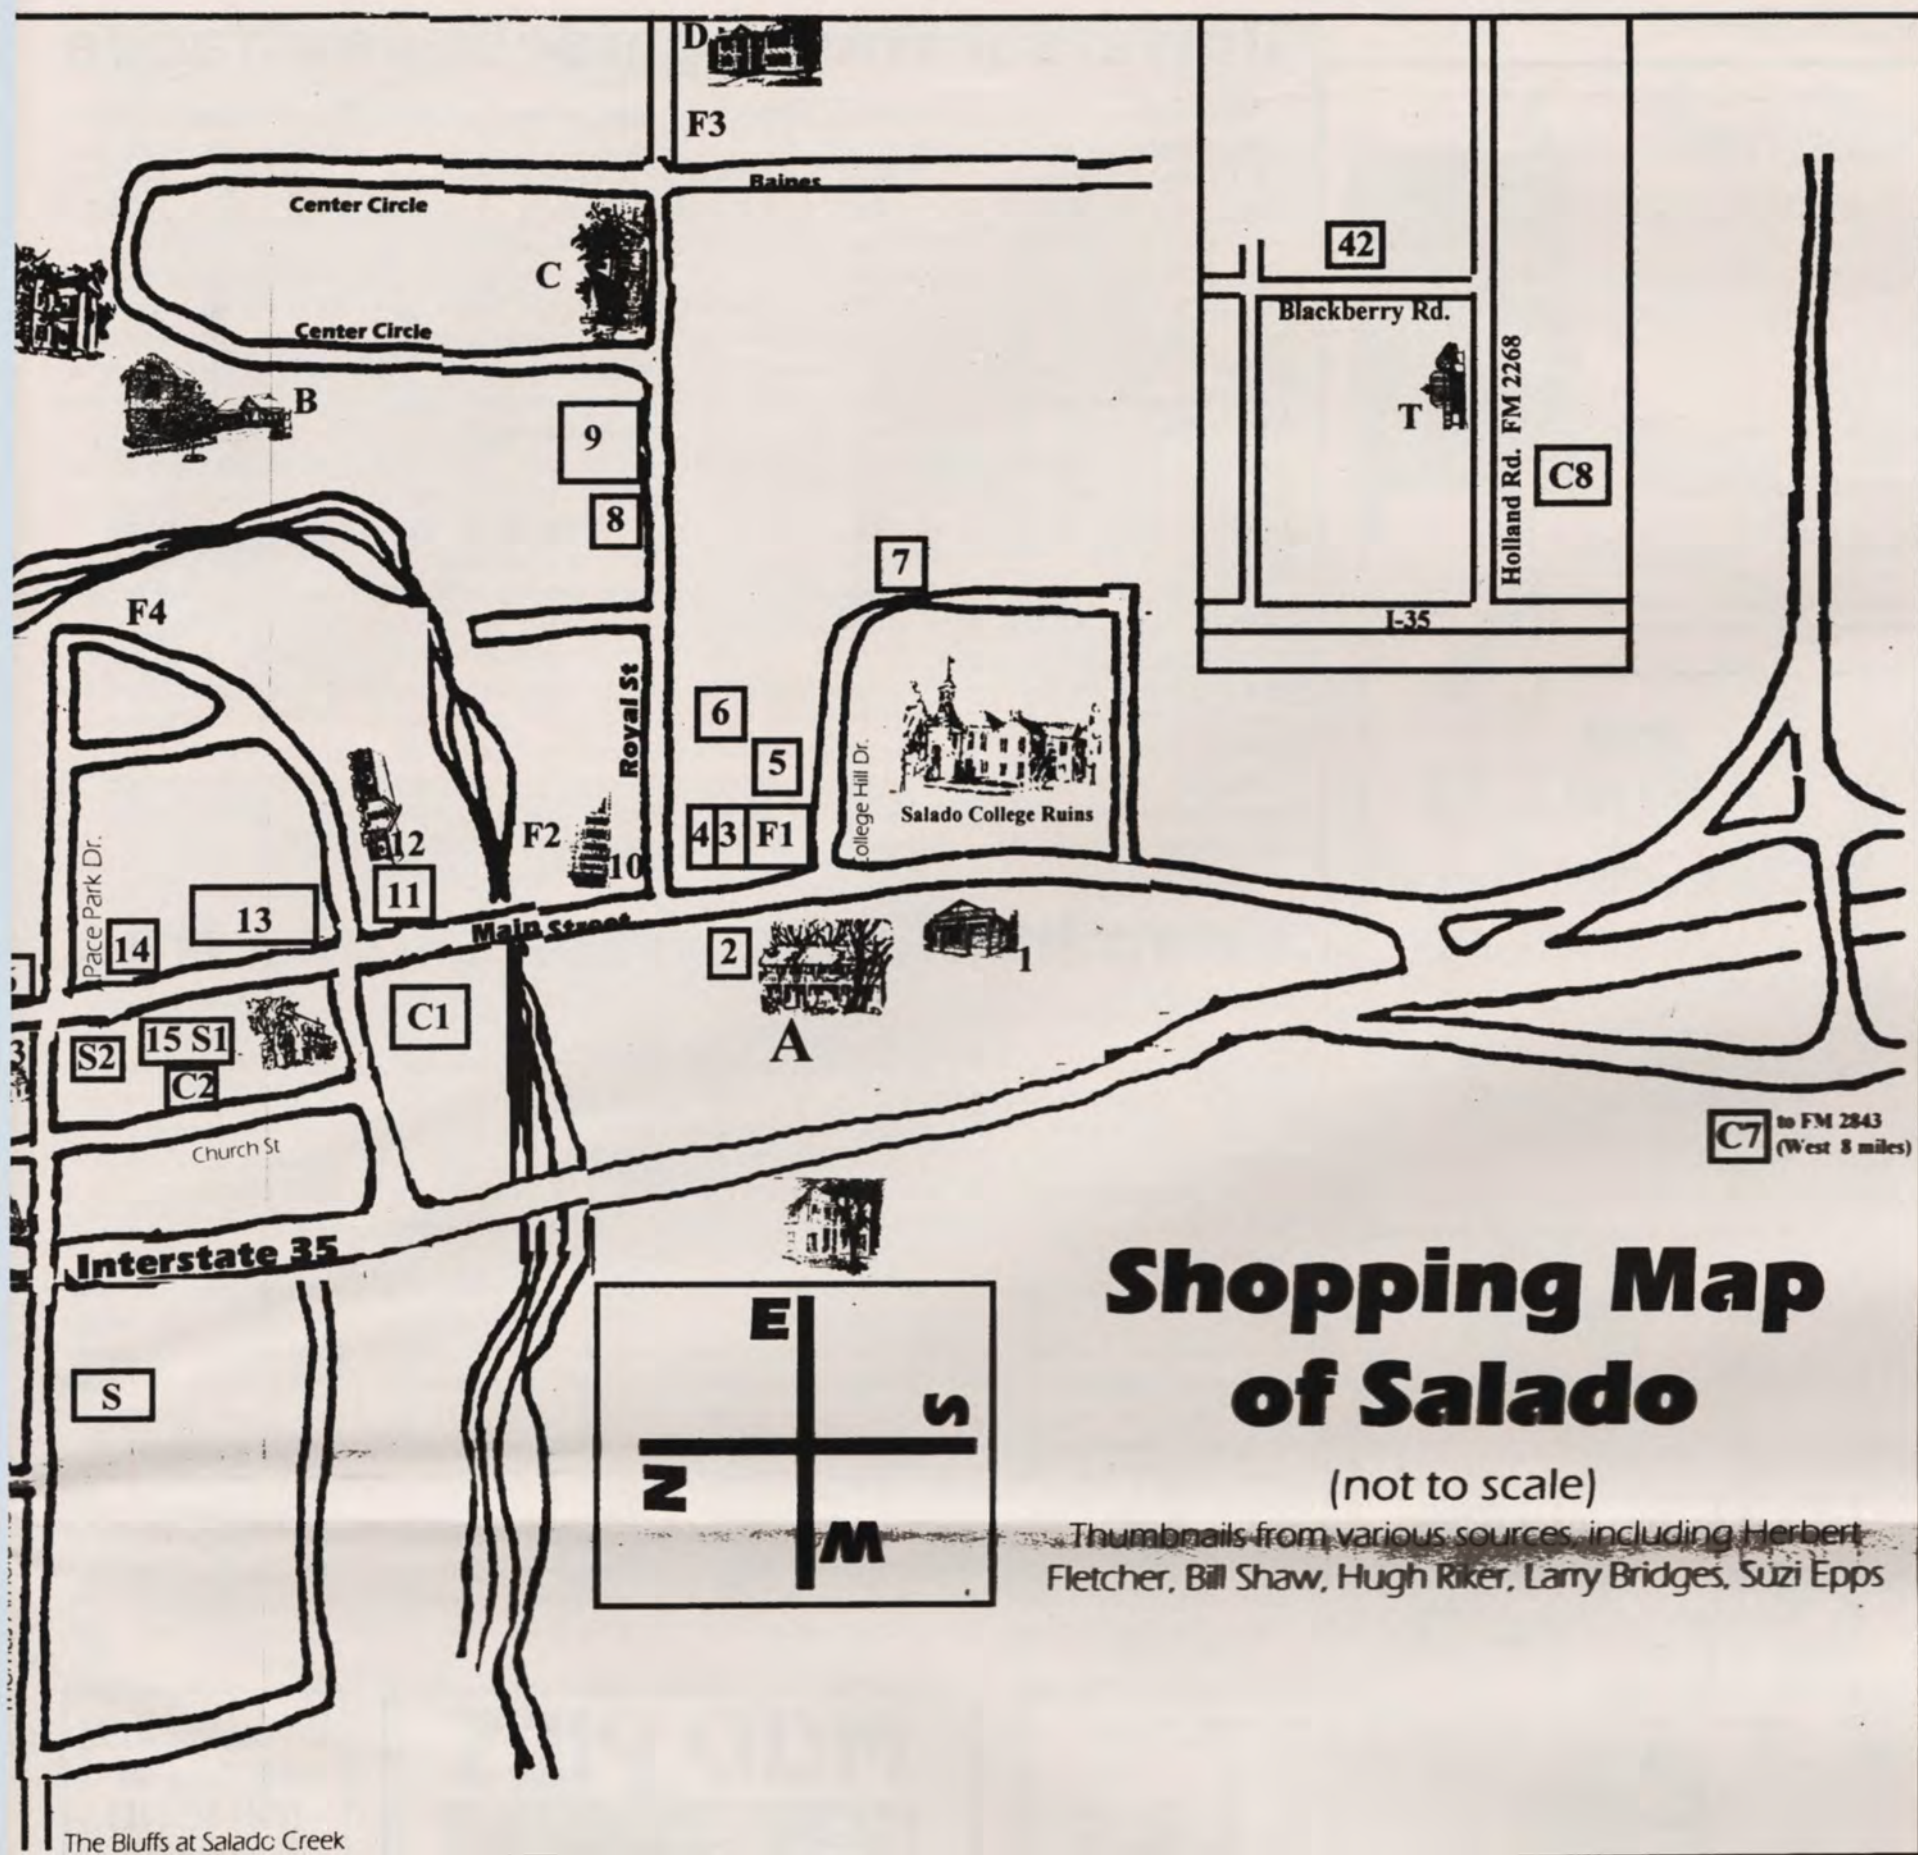 D
F3
Baines
Center Circle
C
Center Circle
B
9
8
42
Blackberry Rd.
T
Holland Rd. FM 2268
C8
I-35
7
F4
Royal St
6
5
4 3 F1
College Hill Dr.
Salado College Ruins
12
F2
10
11
Pace Park Dr.
13
14
Main Street
2
1
A
C1
3
S2
15 S1
C2
Church St
C7 to FM 2843
(West 8 miles)
Interstate 35
S
E
S
N
W
Shopping Map
of Salado
(not to scale)
Thumbnails from various sources, including Herbert
Fletcher, Bill Shaw, Hugh Riker, Larry Bridges, Suzi Epps
The Bluffs at Salado Creek